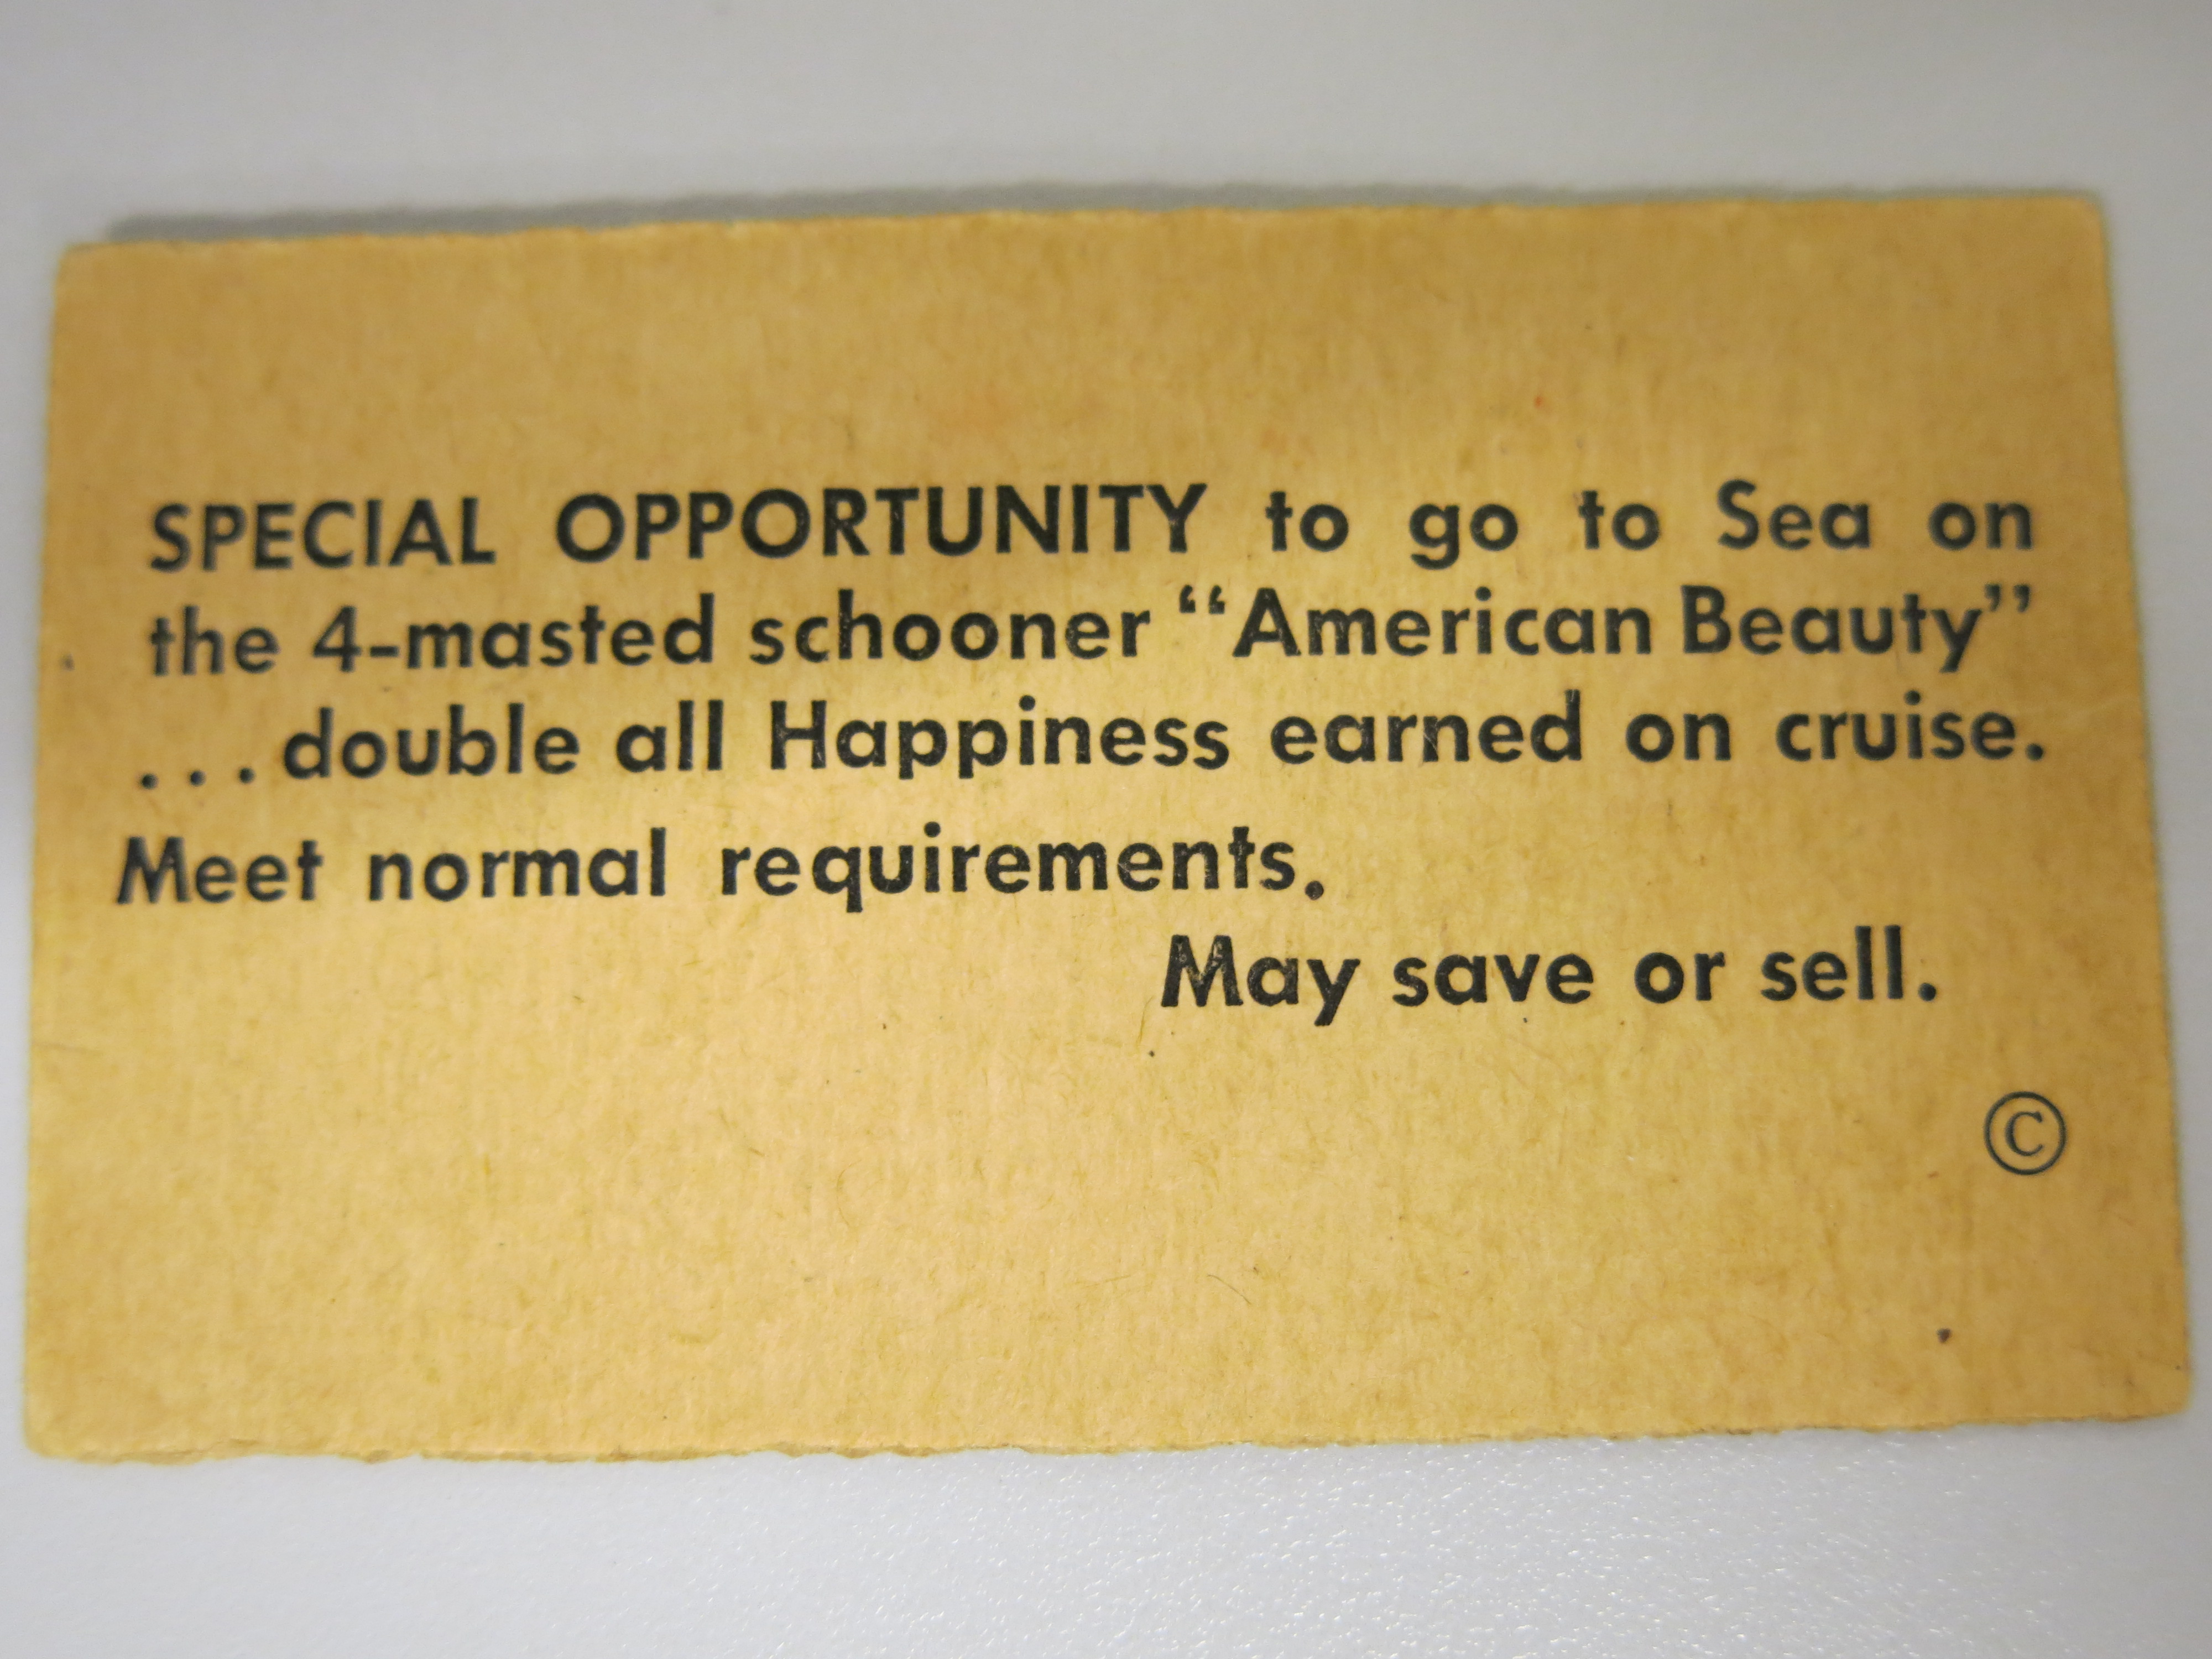 SPECIAL OPPORTUNITY to go to Sea on
the 4-masted schooner “American Beauty”
...double all Happiness earned on cruise.
Meet normal requirements.
May save or sell.
©